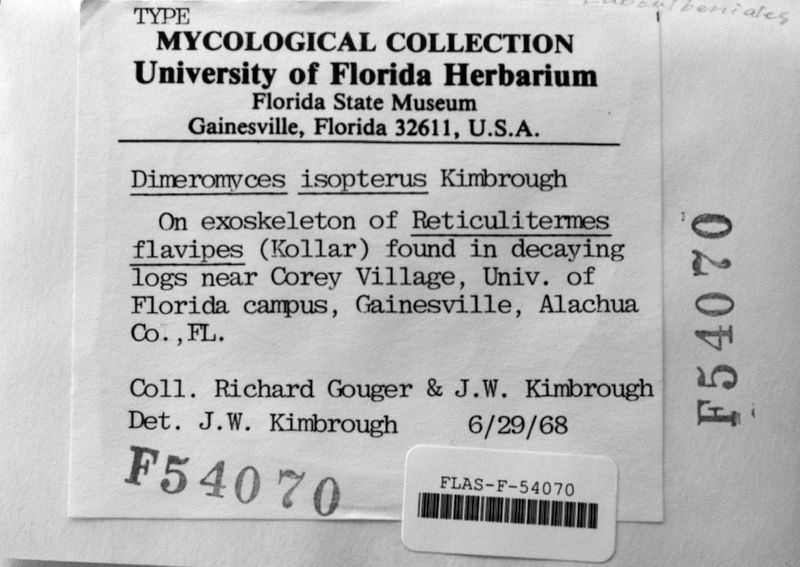 Laboulbeniales
TYPE
MYCOLOGICAL COLLECTION
University of Florida Herbarium
Florida State Museum
Gainesville, Florida 32611, U.S.A.
Dimeromyces isopterus Kimbrough
On exoskeleton of Reticulitermes
flavipes (Kollar) found in decaying
logs near Corey Village, Univ. of
Florida campus, Gainesville, Alachua
Co.,FL.
Coll. Richard Gouger & J.W. Kimbrough
Det. J.W. Kimbrough 6/29/68
F54070
FLAS-F-54070
F54070